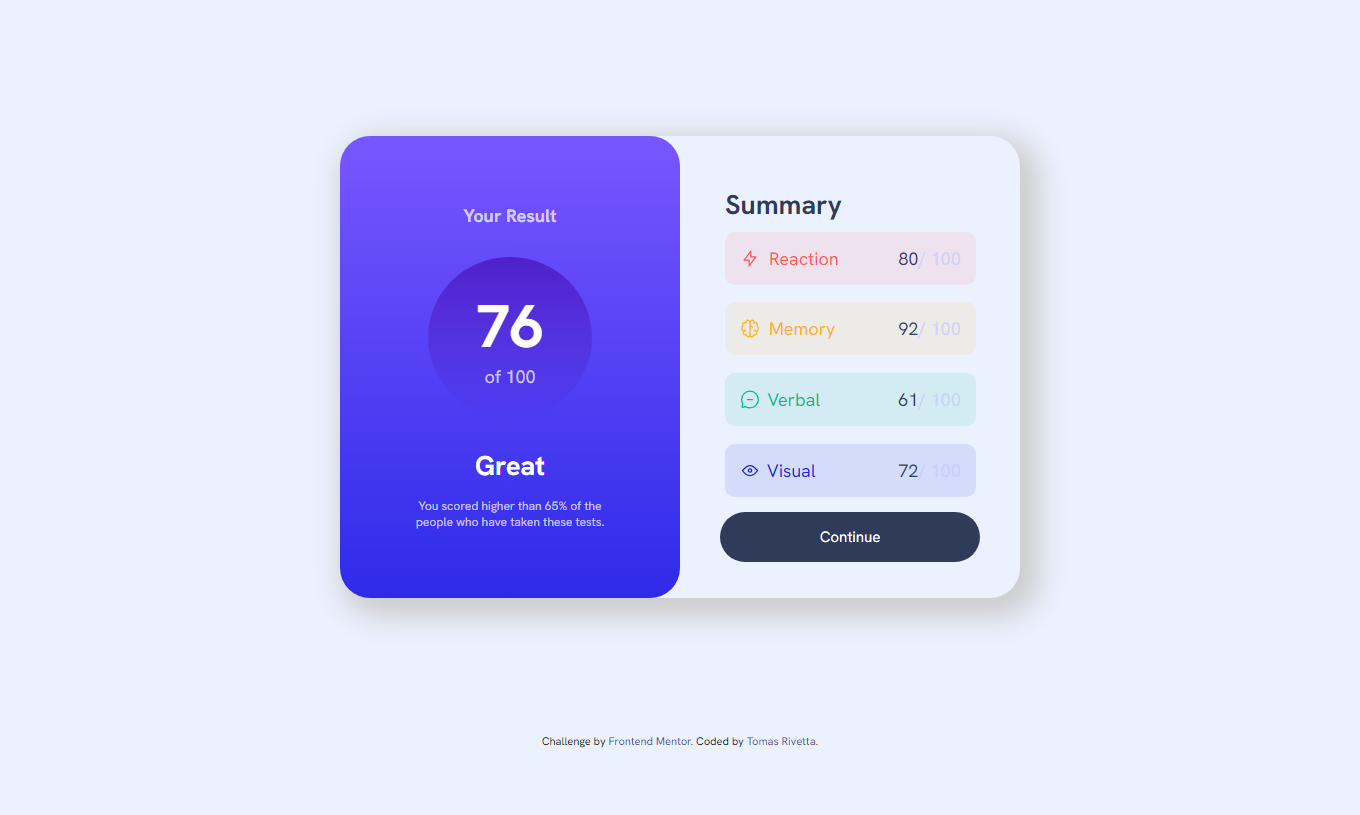 Your Result
76
of 100
Great
You scored higher than 65% of the
people who have taken these tests.
Summary
Reaction 80/ 100
Memory 92/ 100
Verbal 61/ 100
Visual 72/ 100
Continue
Challenge by Frontend Mentor. Coded by Tomas Rivetta.